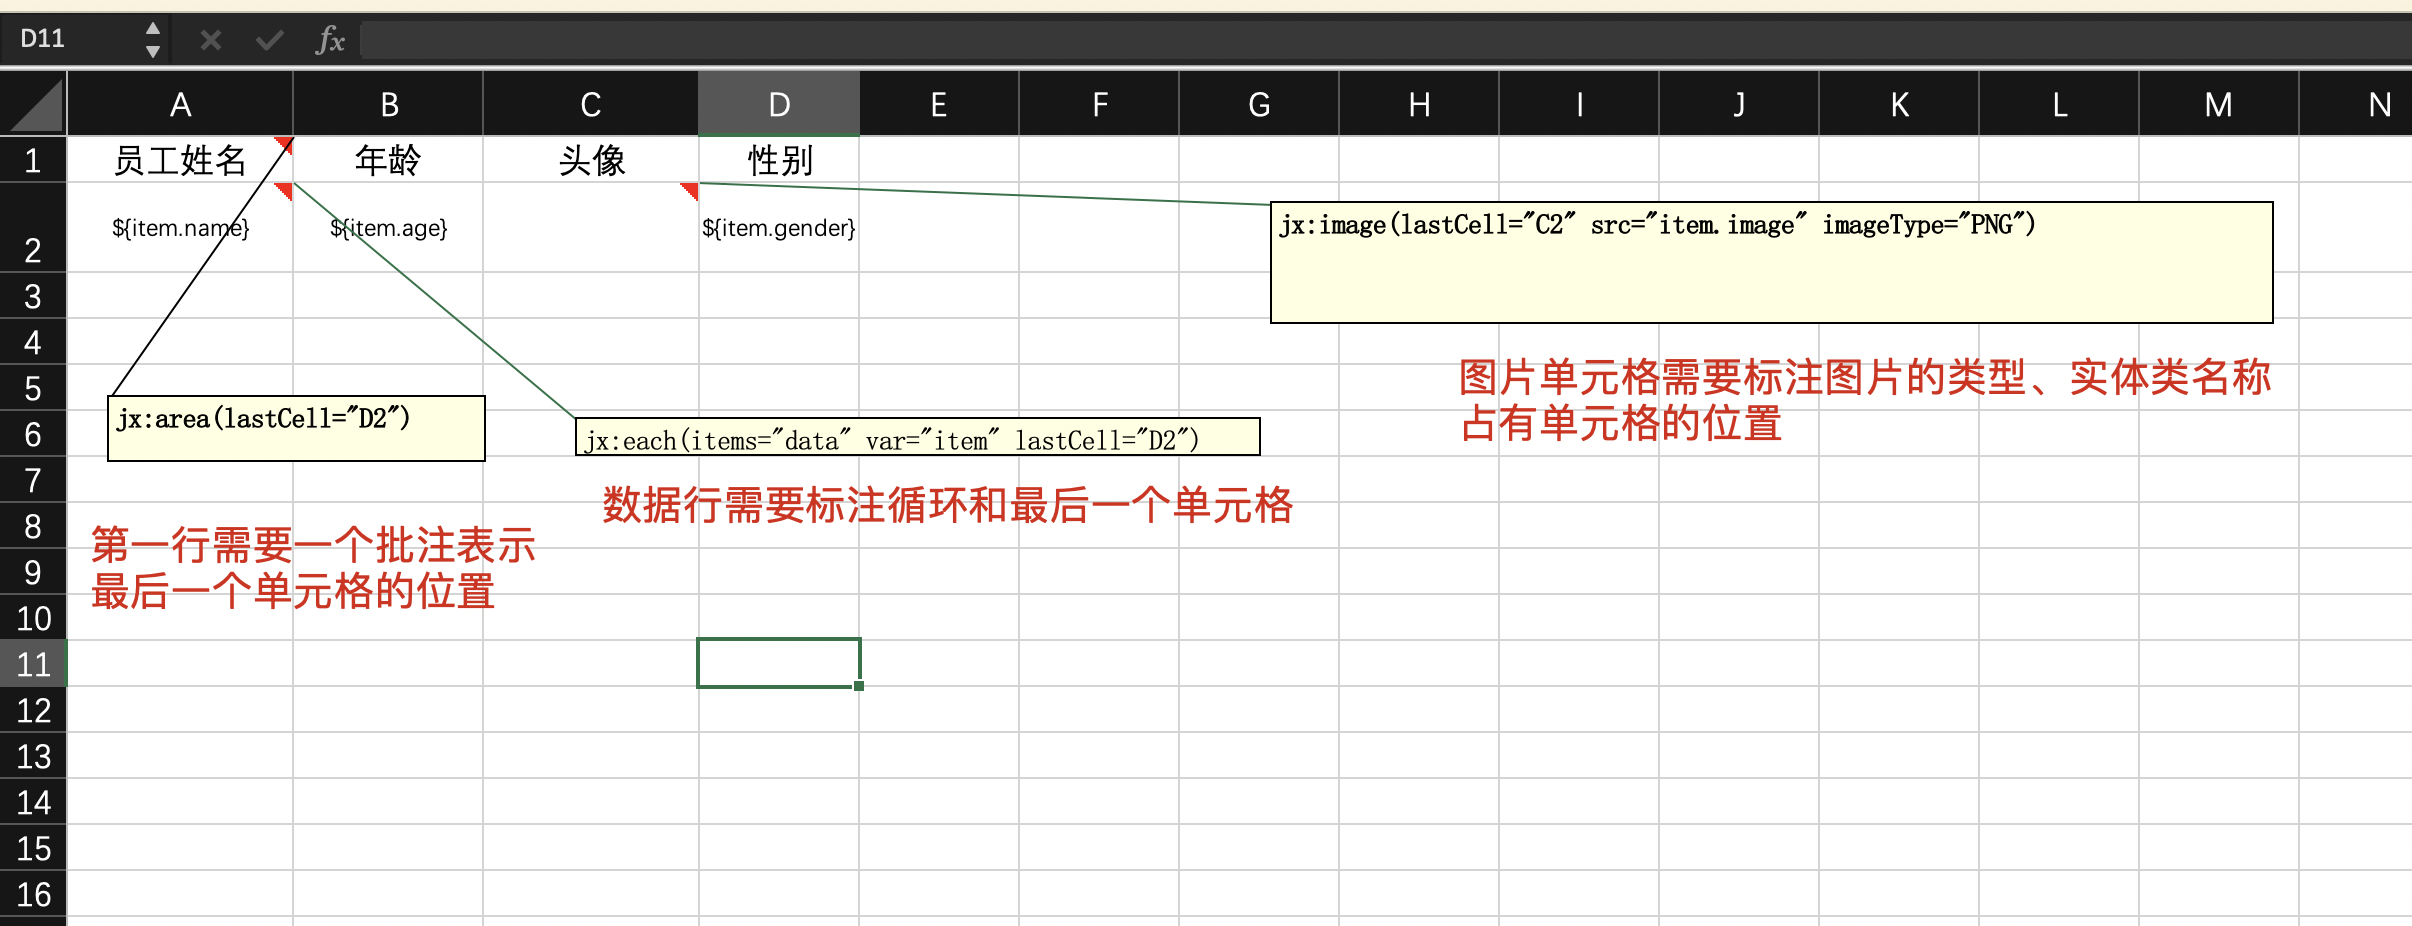 D11
fx
A B C D E F G H I J K L M N
1 员工姓名 年龄 头像 性别
2 ${item.name} ${item.age} ${item.gender}
jx:image(lastCell="C2" src="item.image" imageType="PNG")
3
4
图片单元格需要标注图片的类型、实体类名称
占有单元格的位置
5
jx:area(lastCell="D2")
6
jx:each(items="data" var="item" lastCell="D2")
7
数据行需要标注循环和最后一个单元格
8
第一行需要一个批注表示
9
最后一个单元格的位置
10
11
12
13
14
15
16